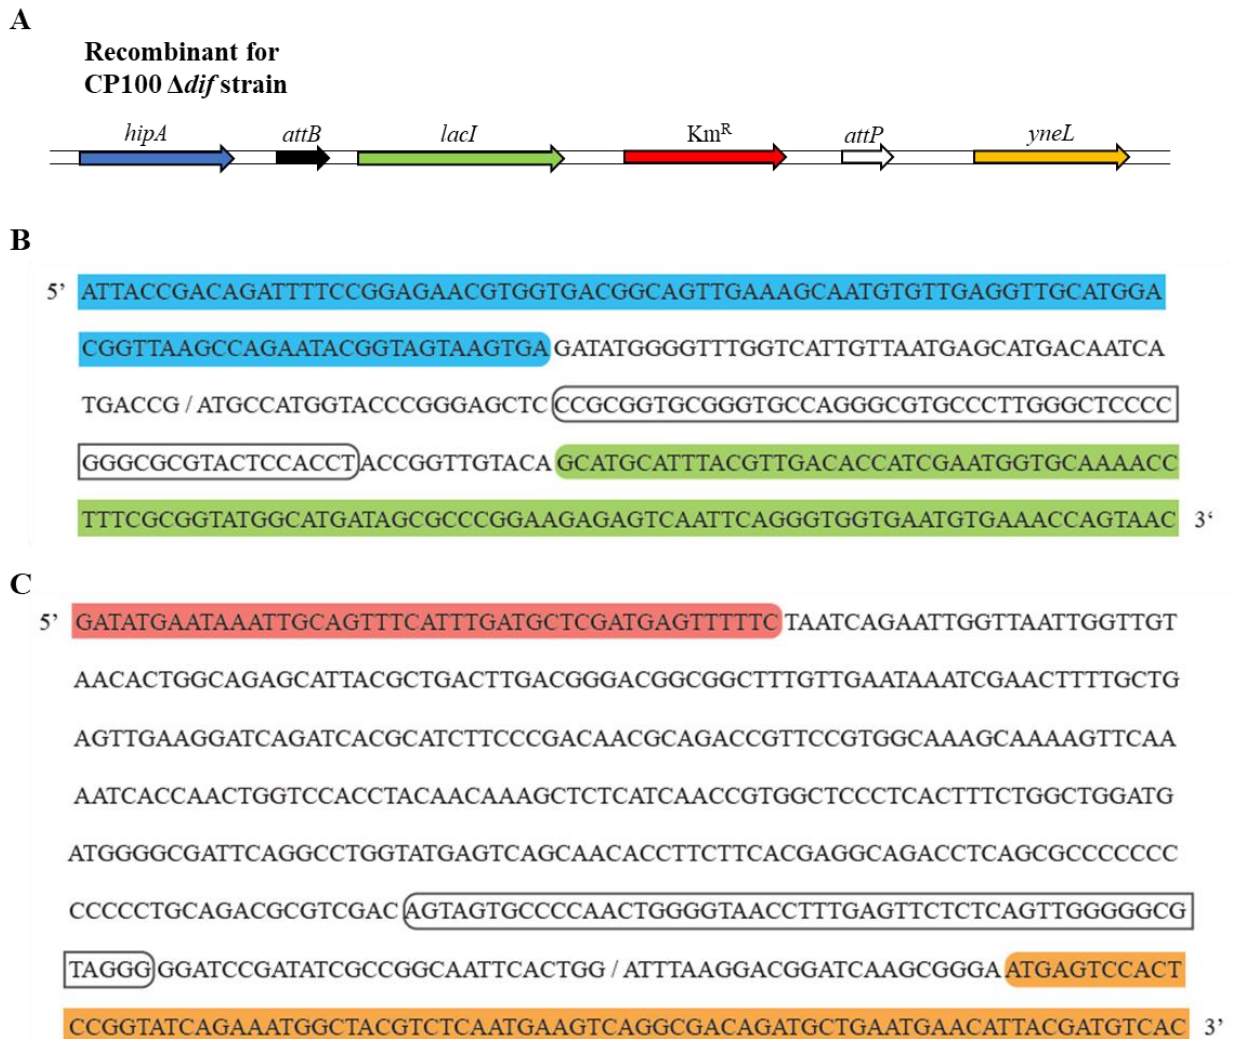 A
Recombinant for
CP100 Δdif strain
hipA attB lacI KmR attP yneL
B
5’ ATTACCGACAGATTTTCCGGAGAACGTGGTGACGGCAGTTGAAAGCAATGTGTTGAGGTTGCATGGA
CGGTTAAGCCAGAATACGGTAGTAAGTGA GATATGGGGTTTGGTCATTGTTAATGAGCATGACAATCA
TGACCG / ATGCCATGGTACCCGGGAGCTC CCGCGGTGCGGGTGCCAGGGCGTGCCCTTGGGCTCCCC
GGGCGCGTACTCCACCT ACCGGTTGTACA GCATGCATTTACGTTGACACCATCGAATGGTGCAAAACC
TTTCGCGGTATGGCATGATAGCGCCCGGAAGAGAGTCAATTCAGGGTGGTGAATGTGAAACCAGTAAC 3‘
C
5’ GATATGAATAAATTGCAGTTTCATTTGATGCTCGATGAGTTTTTC TAATCAGAATTGGTTAATTGGTTGT
AACACTGGCAGAGCATTACGCTGACTTGACGGGACGGCGGCTTTGTTGAATAAATCGAACTTTTGCTG
AGTTGAAGGATCAGATCACGCATCTTCCCGACAACGCAGACCGTTCCGTGGCAAAGCAAAAGTTCAA
AATCACCAACTGGTCCACCTACAACAAAGCTCTCATCAACCGTGGCTCCCTCACTTTCTGGCTGGATG
ATGGGGCGATTCAGGCCTGGTATGAGTCAGCAACACCTTCTTCACGAGGCAGACCTCAGCGCCCCCCC
CCCCCTGCAGACGCGTCGAC AGTAGTGCCCCAACTGGGGTAACCTTTGAGTTCTCTCAGTTGGGGGCG
TAGGG GGATCCGATATCGCCGGCAATTCACTGG / ATTTAAGGACGGATCAAGCGGGA ATGAGTCCACT
CCGGTATCAGAAATGGCTACGTCTCAATGAAGTCAGGCGACAGATGCTGAATGAACATTACGATGTCAC 3’